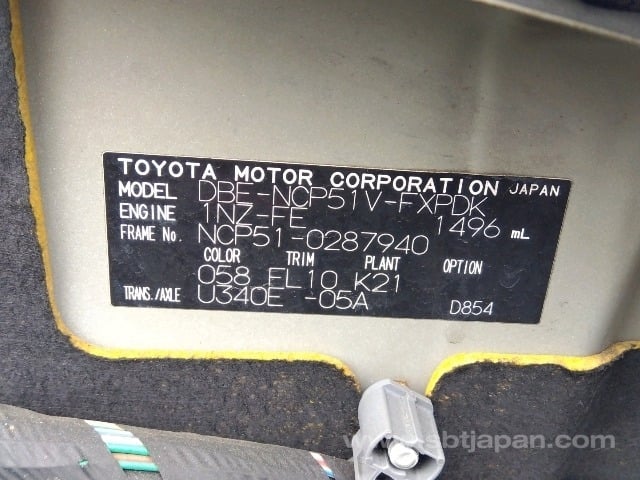 TOYOTA MOTOR CORPORATION JAPAN
MODEL DBE-NCP51V-FXPDK
ENGINE 1NZ-FE 1496 mL
FRAME No. NCP51-0287940
COLOR TRIM PLANT OPTION
058 FL10 K21
TRANS./AXLE U340E -05A D854
www.sbtjapan.com